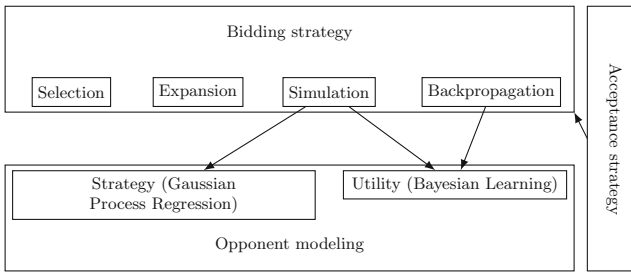 Bidding strategy
Selection
Expansion
Simulation
Backpropagation
Acceptance strategy
Strategy (Gaussian
Process Regression)
Utility (Bayesian Learning)
Opponent modeling